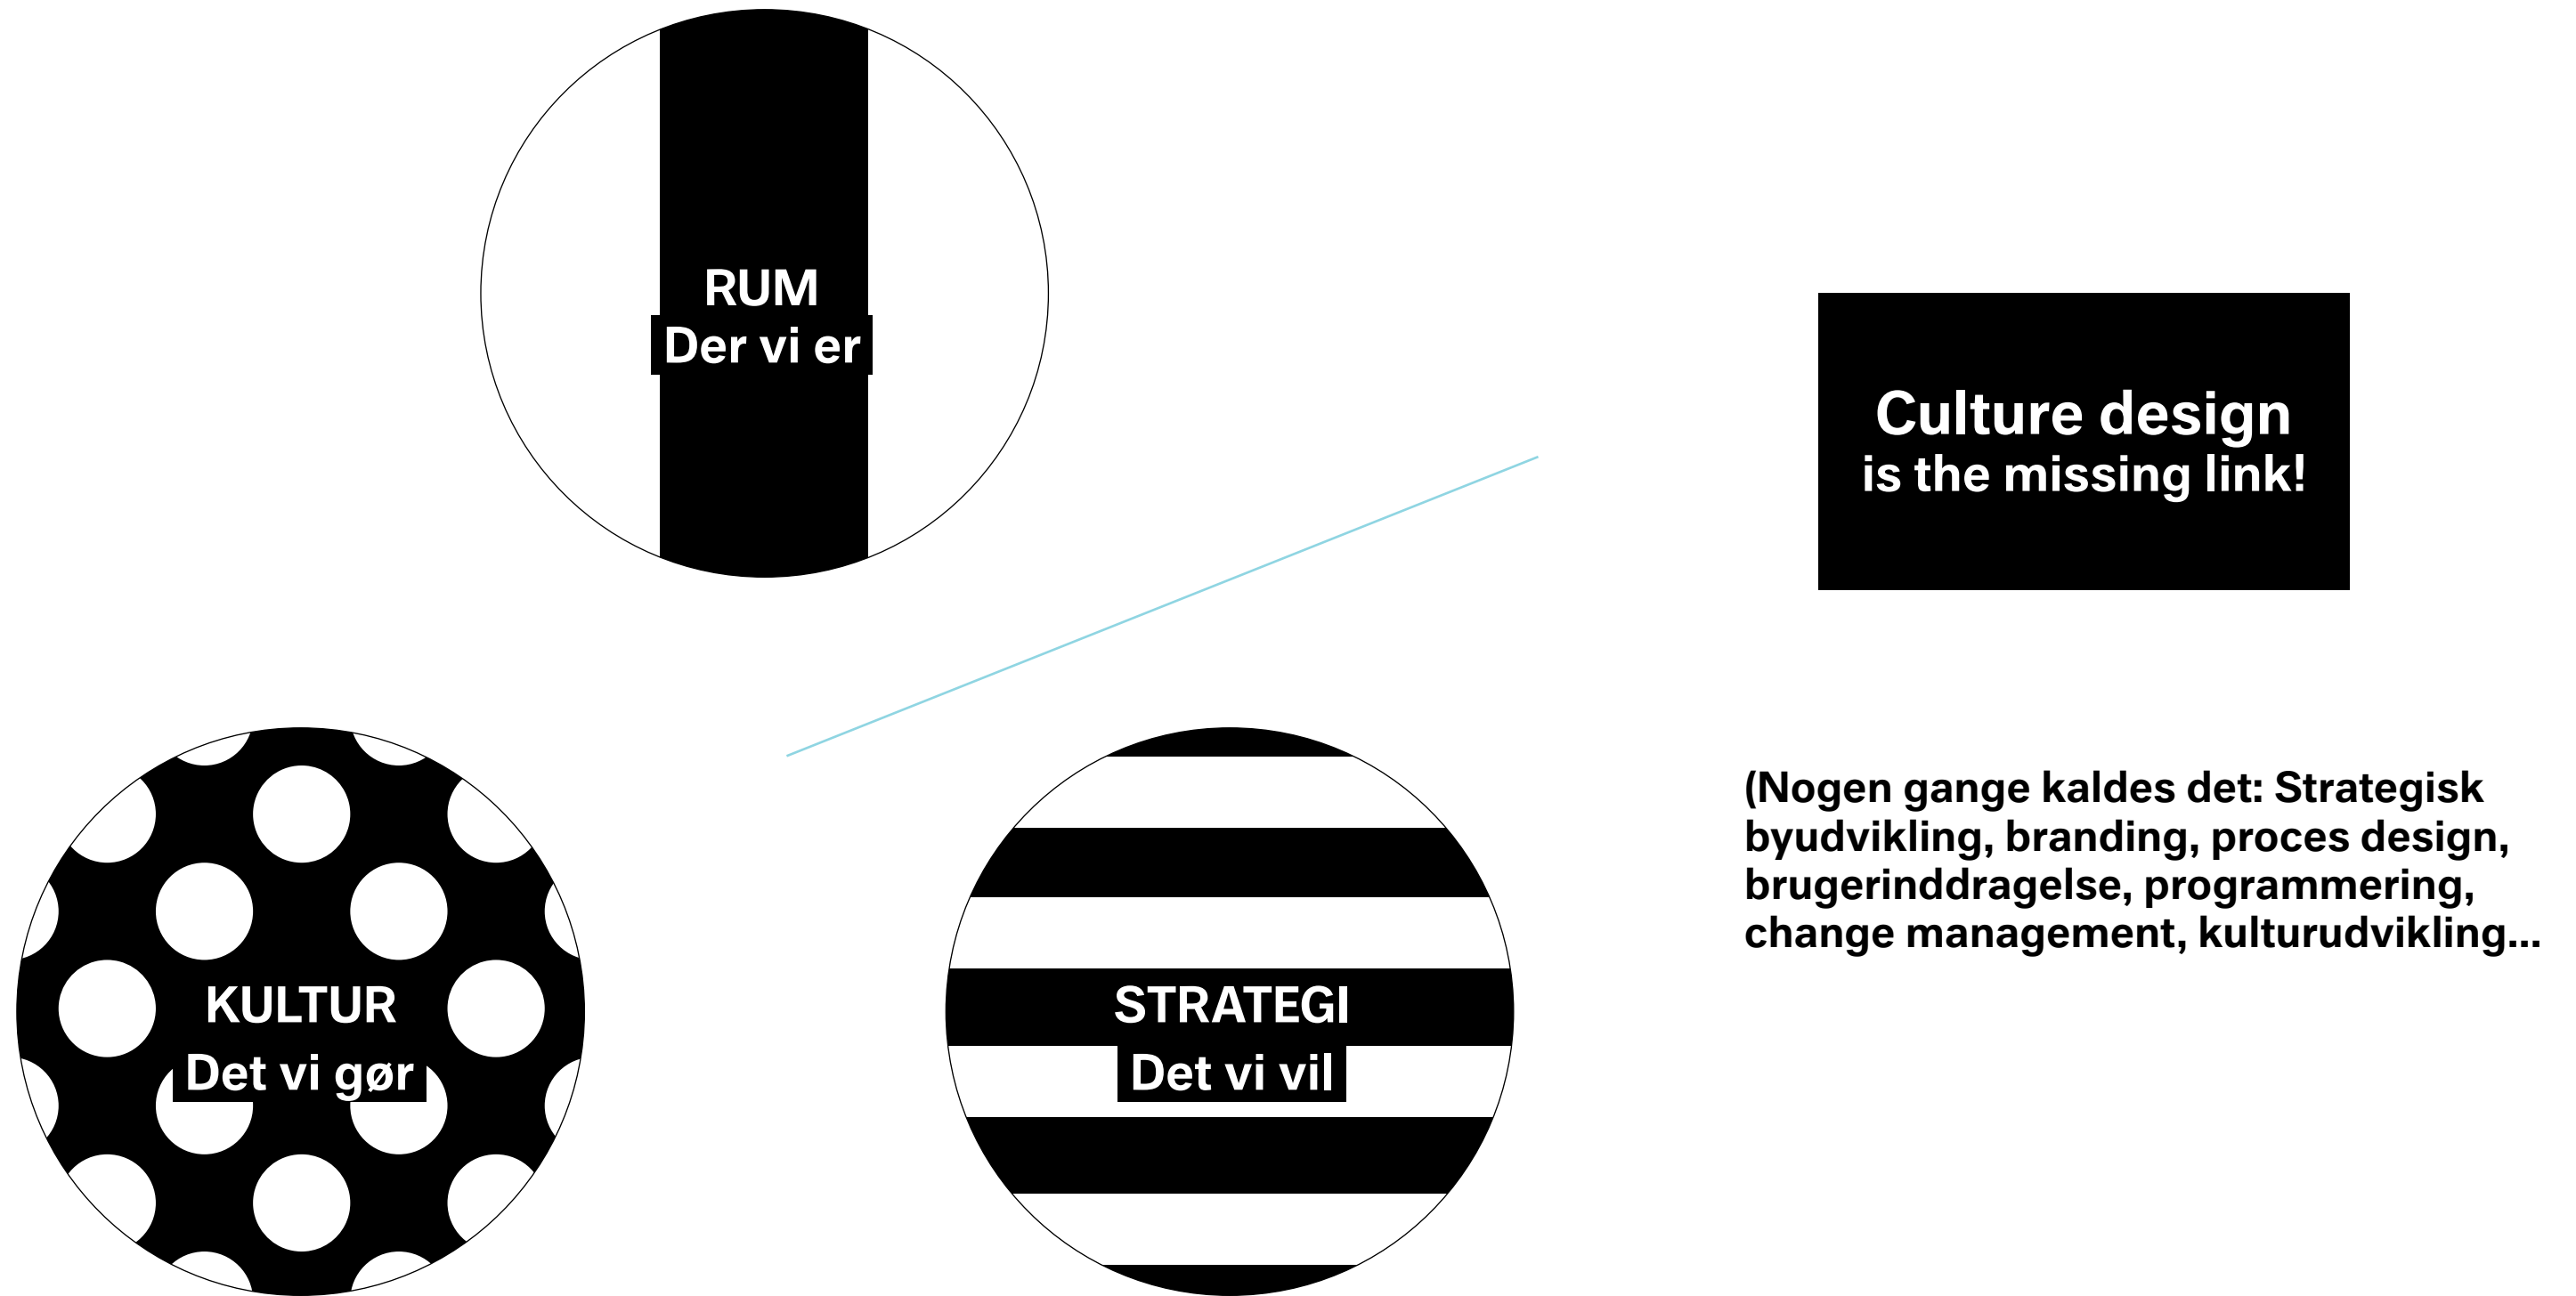 RUM
Der vi er
Culture design
is the missing link!
KULTUR
Det vi gør
STRATEGI
Det vi vil
(Nogen gange kaldes det: Strategisk
byudvikling, branding, proces design,
brugerinddragelse, programmering,
change management, kulturudvikling...